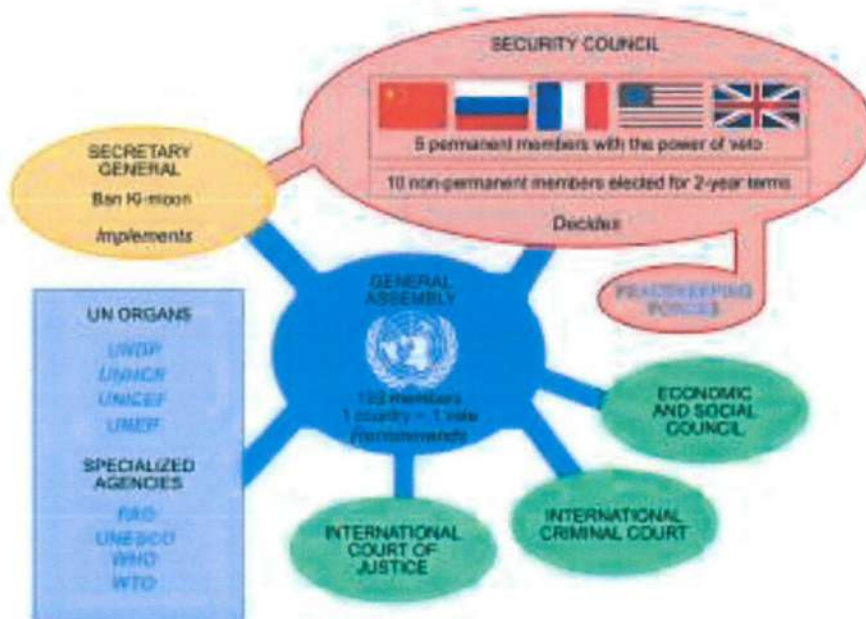 SECURITY COUNCIL
5 permanent members with the power of veto
10 non-permanent members elected for 2-year terms
Decides
PEACEKEEPING
FORCES
SECRETARY
GENERAL
Ban Ki-moon
Implements
GENERAL
ASSEMBLY
members
1 country = 1 vote
Recommends
UN ORGANS
UNDP
UNHCR
UNICEF
UNEP
SPECIALIZED
AGENCIES
FAO
UNESCO
WHO
WTO
ECONOMIC
AND SOCIAL
COUNCIL
INTERNATIONAL
CRIMINAL COURT
INTERNATIONAL
COURT OF
JUSTICE